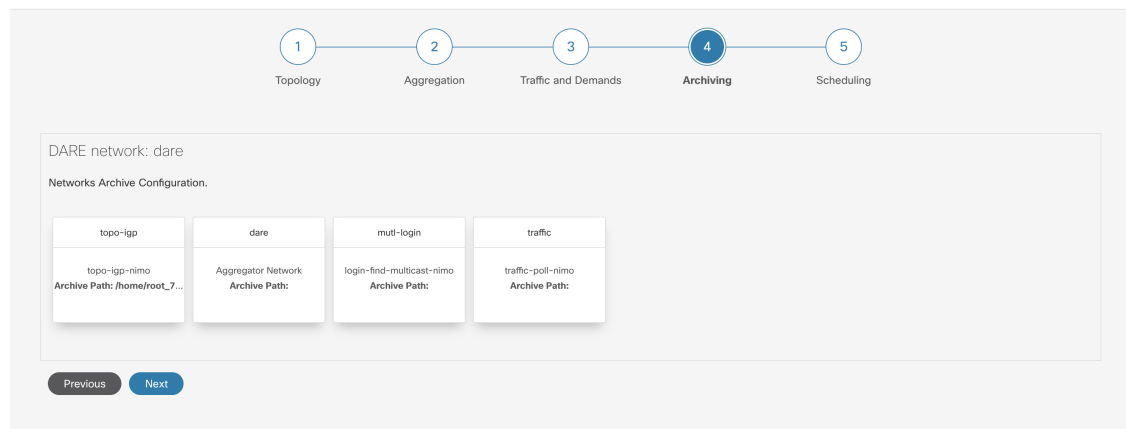 1 2 3 4 5
Topology Aggregation Traffic and Demands Archiving Scheduling
DARE network: dare
Networks Archive Configuration.
topo-igp dare mutl-login traffic
topo-igp-nimo Aggregator Network login-find-multicast-nimo traffic-poll-nimo
Archive Path: /home/root_7... Archive Path: Archive Path: Archive Path:
Previous Next